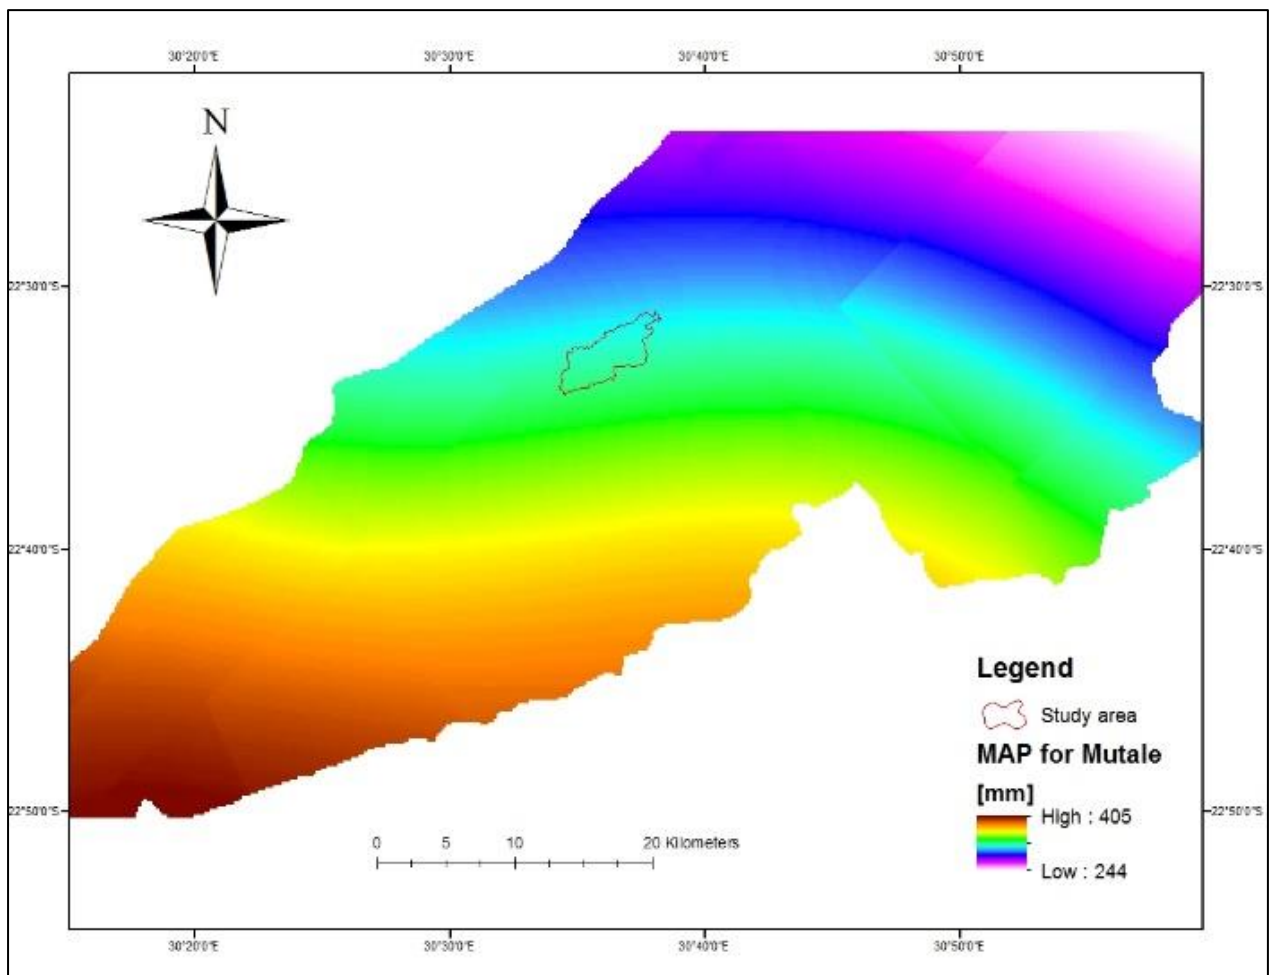 30°20'0"E 30°30'0"E 30°40'0"E 30°50'0"E
N
22°30'0"S 22°30'0"S
22°40'0"S 22°40'0"S
Legend
Study area
MAP for Mutale
[mm]
High : 405
Low : 244
22°50'0"S 22°50'0"S
0 5 10 20 Kilometers
30°20'0"E 30°30'0"E 30°40'0"E 30°50'0"E